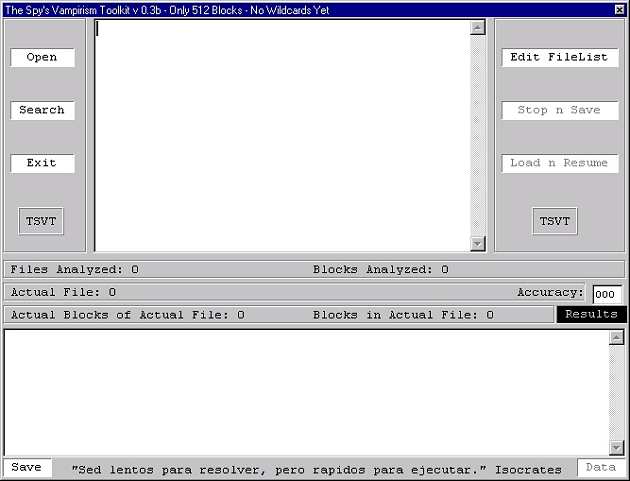 The Spy's Vampirism Toolkit v 0.3b - Only 512 Blocks - No Wildcards Yet
Open
Edit FileList
Search
Stop n Save
Exit
Load n Resume
TSVT
TSVT
Files Analyzed: 0 Blocks Analyzed: 0
Actual File: 0 Accuracy: 000
Actual Blocks of Actual File: 0 Blocks in Actual File: 0 Results
Save "Sed lentos para resolver, pero rapidos para ejecutar." Isocrates Data